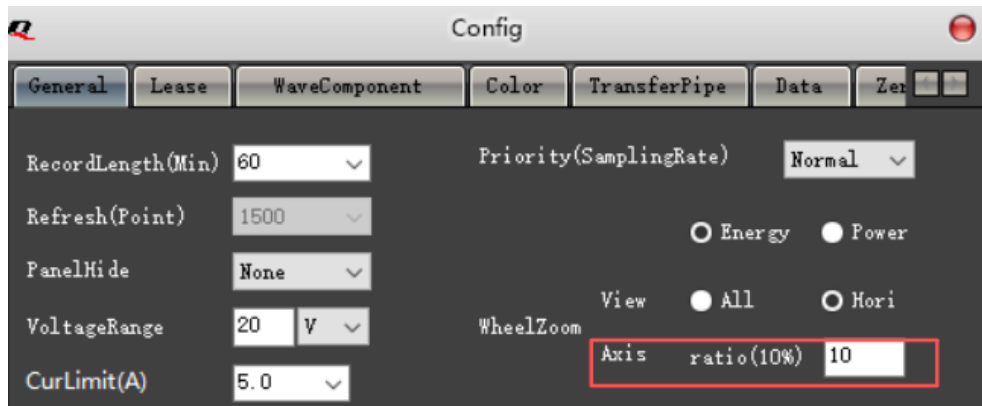 Config
General Lease WaveComponent Color TransferPipe Data Zer
RecordLength(Min) 60 Priority(SamplingRate) Normal
Refresh(Point) 1500
Energy Power
PanelHide None
View All Hori
VoltageRange 20 V WheelZoom
Axis ratio(10%) 10
CurLimit(A) 5.0